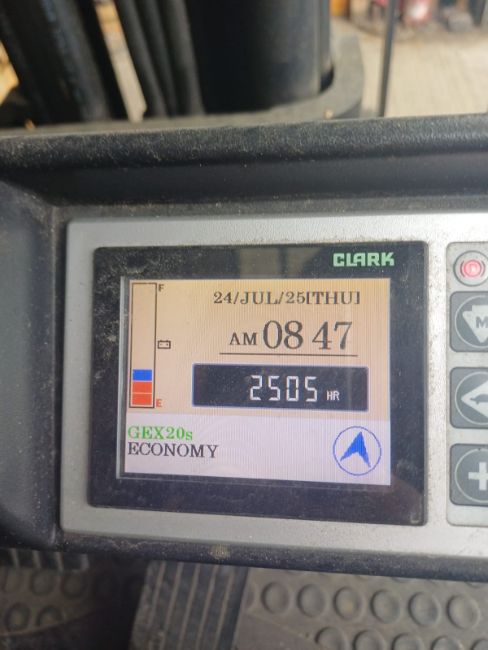 CLARK
F
24/JUL/25[THU]
AM 08 47
2505 HR
E
GEX20s
ECONOMY
M
+